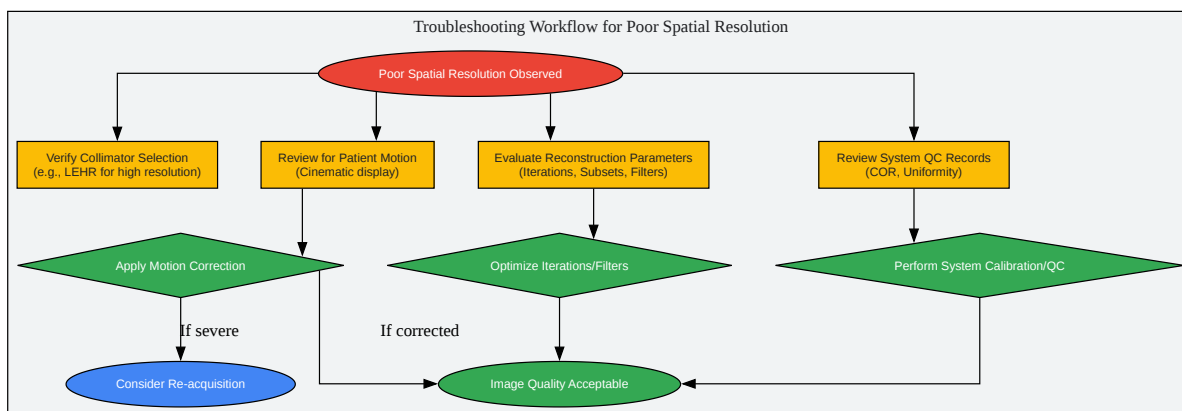 Troubleshooting Workflow for Poor Spatial Resolution
Poor Spatial Resolution Observed
Verify Collimator Selection
(e.g., LEHR for high resolution)
Review for Patient Motion
(Cinematic display)
Evaluate Reconstruction Parameters
(Iterations, Subsets, Filters)
Review System QC Records
(COR, Uniformity)
Apply Motion Correction
Optimize Iterations/Filters
Perform System Calibration/QC
If severe
If corrected
Consider Re-acquisition
Image Quality Acceptable